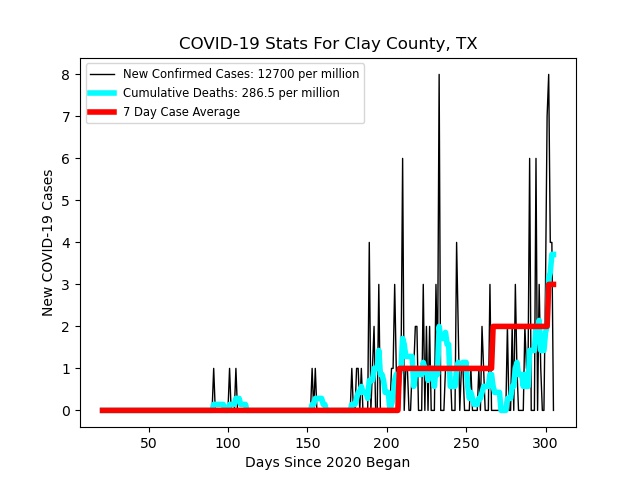 COVID-19 Stats For Clay County, TX
New Confirmed Cases: 12700 per million
Cumulative Deaths: 286.5 per million
7 Day Case Average
New COVID-19 Cases
8
7
6
5
4
3
2
1
0
50 100 150 200 250 300
Days Since 2020 Began